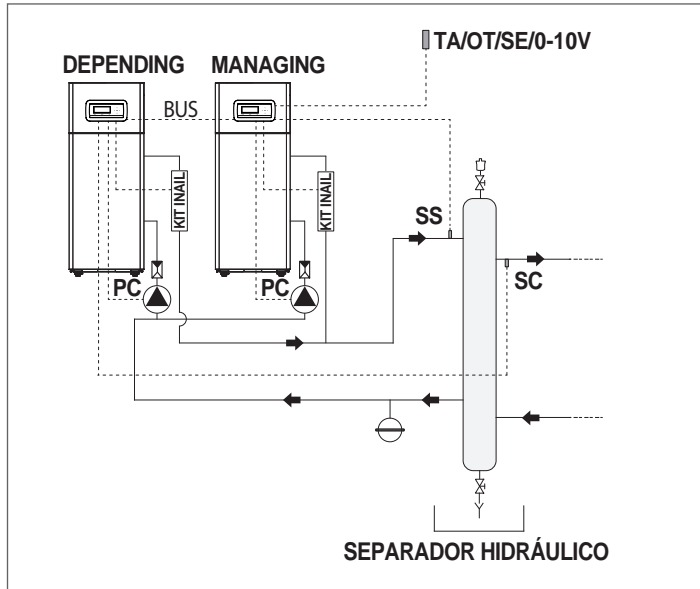 TA/OT/SE/0-10V
DEPENDING
MANAGING
BUS
KIT INAIL
KIT INAIL
SS
SC
PC
PC
SEPARADOR HIDRÁULICO